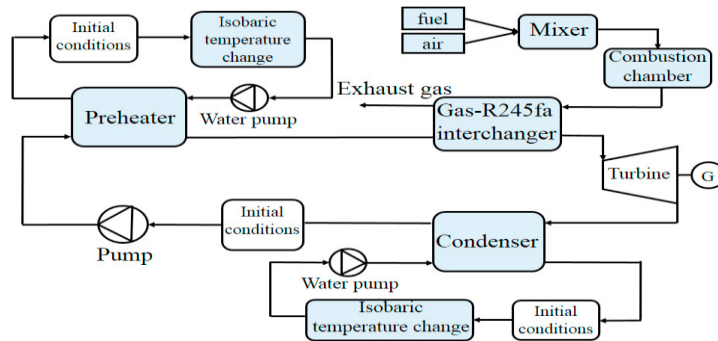 Initial
conditions
Isobaric
temperature
change
fuel
air
Mixer
Combustion
chamber
Water pump
Exhaust gas
Preheater
Gas-R245fa
interchanger
Turbine
G
Pump
Initial
conditions
Condenser
Water pump
Isobaric
temperature change
Initial
conditions